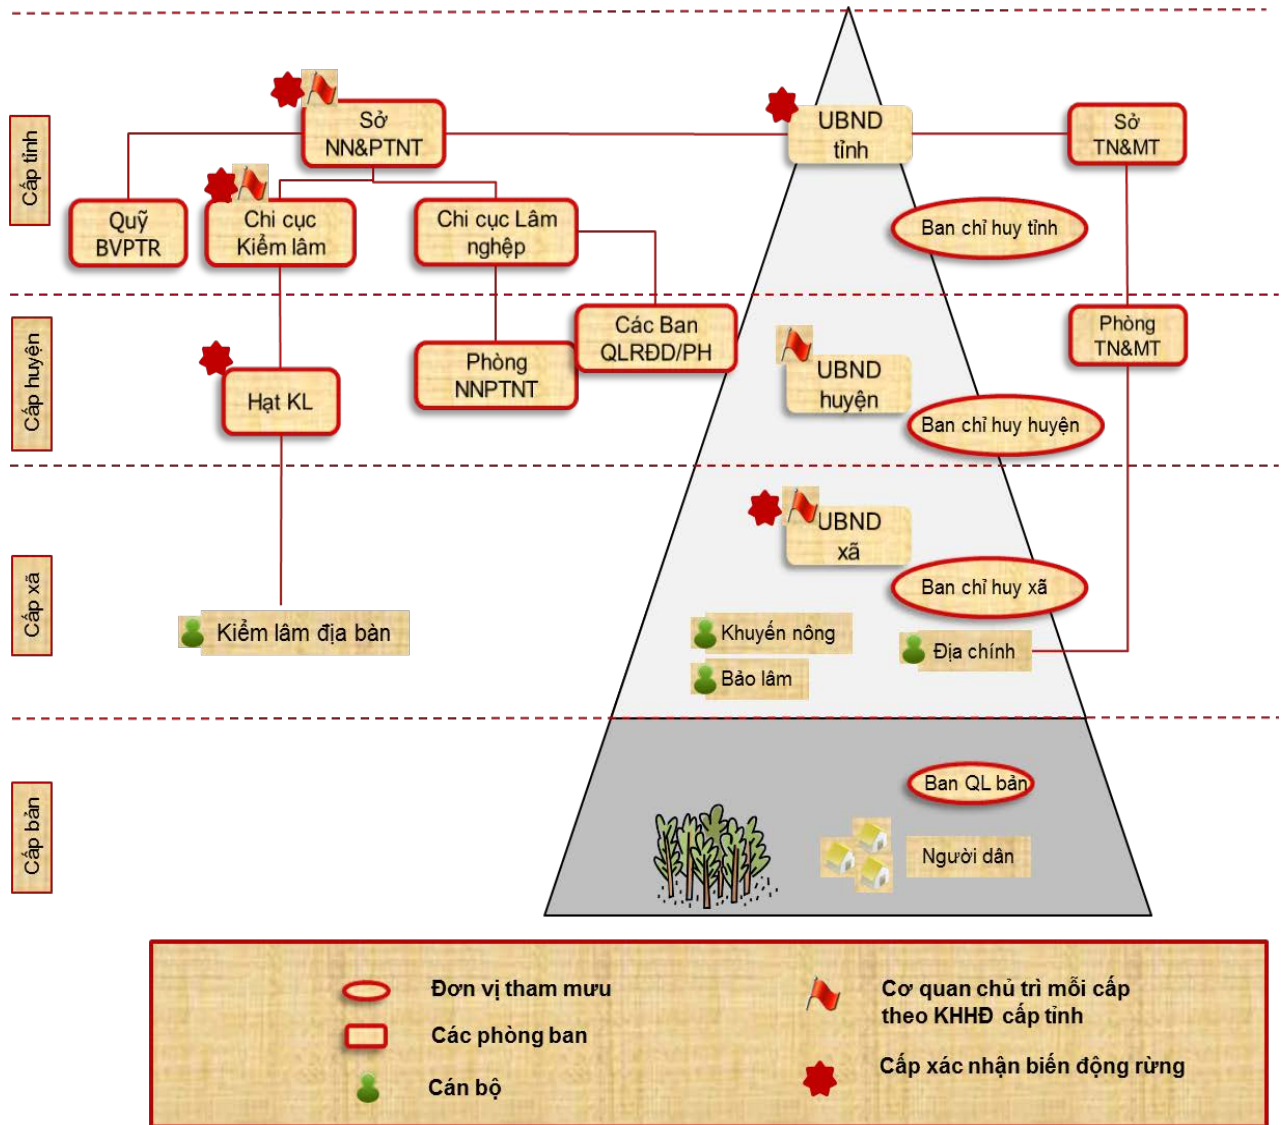 Cấp tỉnh
Sở
NN&PTNT
UBND
tỉnh
Sở
TN&MT
Quỹ
BVPTR
Chi cục
Kiểm lâm
Chi cục Lâm
nghệp
Ban chỉ huy tỉnh
Cấp huyện
Hạt KL
Phòng
NNPTNT
Các Ban
QLRĐD/PH
UBND
huyện
Phòng
TN&MT
Ban chỉ huy huyện
Cấp xã
UBND
xã
Ban chỉ huy xã
Kiểm lâm địa bàn
Khuyến nông
Địa chính
Bảo lâm
Cấp bản
Ban QL bản
Người dân
Đơn vị tham mưu
Các phòng ban
Cán bộ
Cơ quan chủ trì mỗi cấp
theo KHHĐ cấp tỉnh
Cấp xác nhận biến động rừng